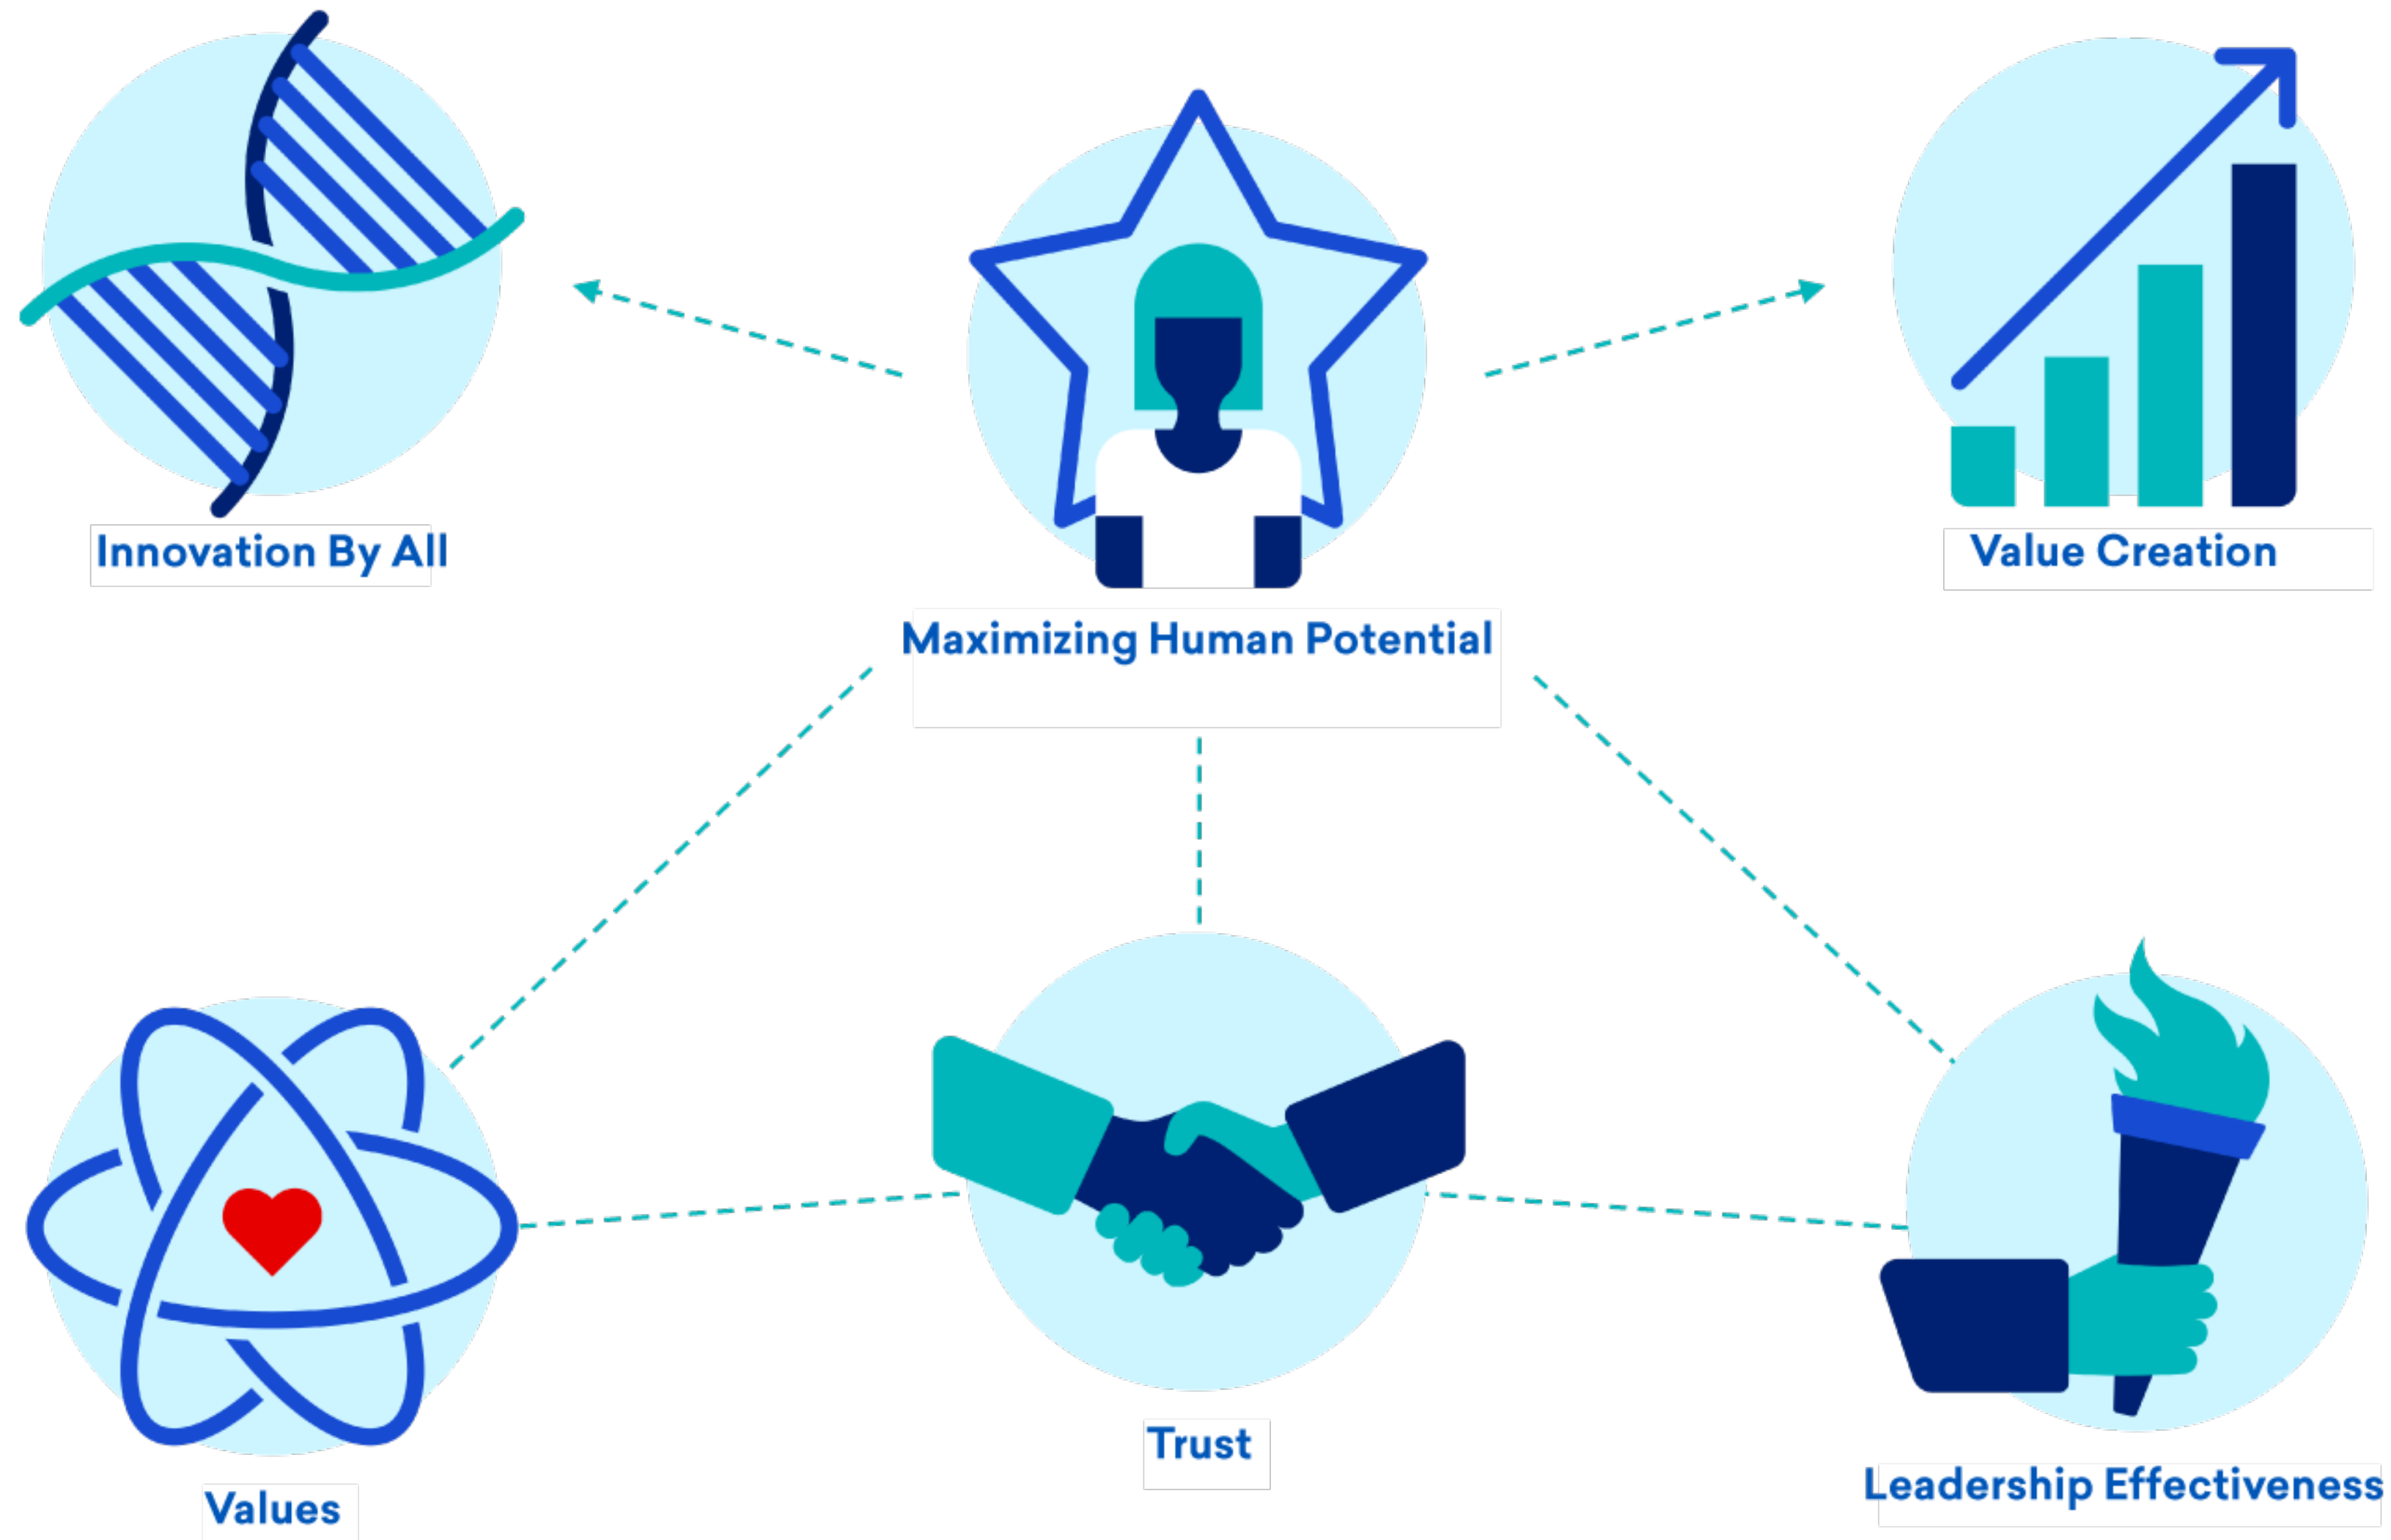 Innovation By All
Value Creation
Maximizing Human Potential
Trust
Values
Leadership Effectiveness